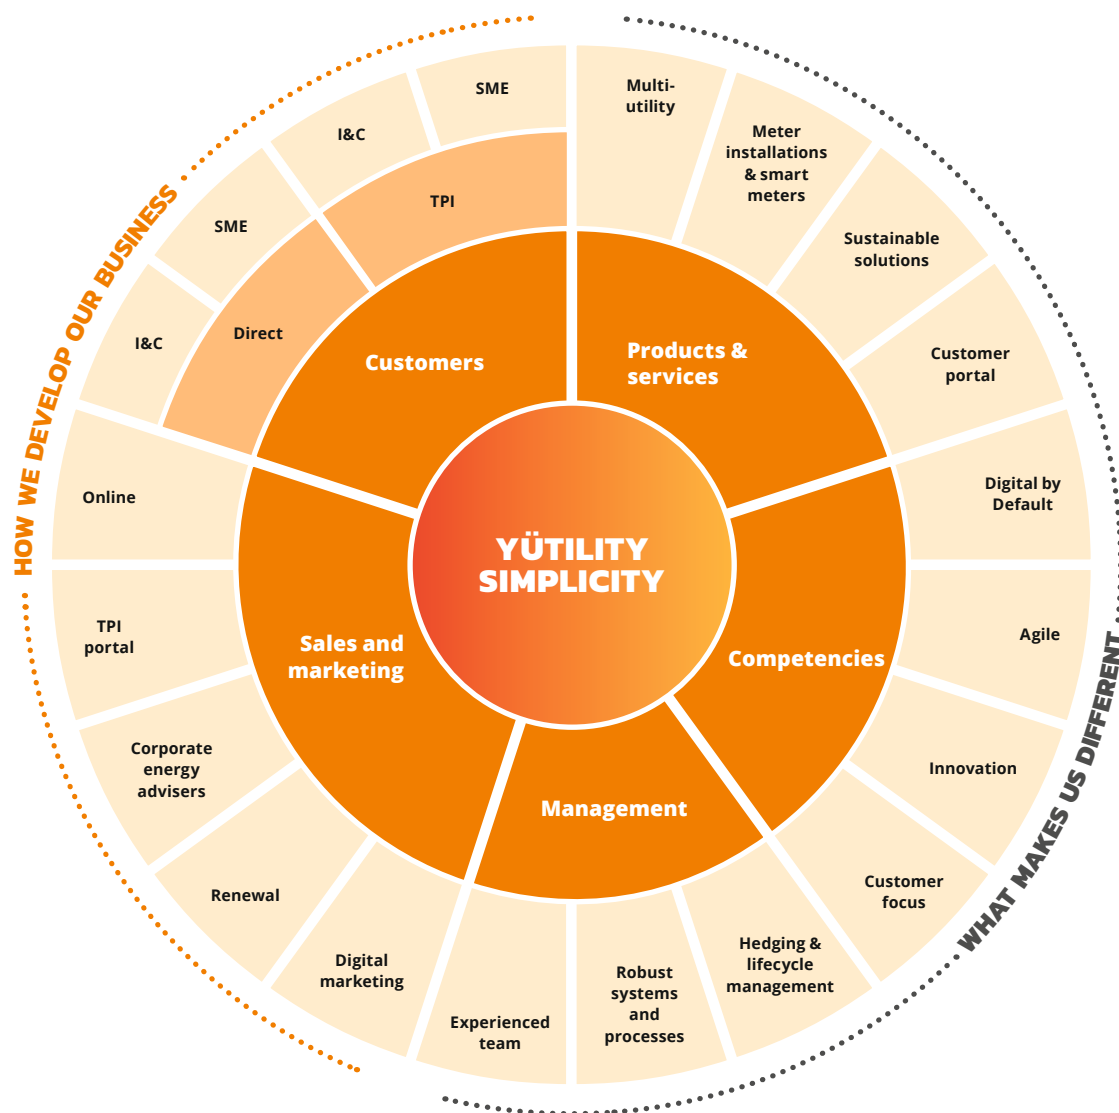 YÜTILITY
SIMPLICITY
HOW WE DEVELOP OUR BUSINESS
WHAT MAKES US DIFFERENT
Customers
TPI
SME
I&C
Direct
SME
I&C
Products &
services
Multi-
utility
Meter
installations
& smart
meters
Sustainable
solutions
Customer
portal
Competencies
Digital by
Default
Agile
Innovation
Customer
focus
Management
Hedging &
lifecycle
management
Robust
systems
and
processes
Experienced
team
Sales and
marketing
Digital
marketing
Renewal
Corporate
energy
advisers
TPI
portal
Online